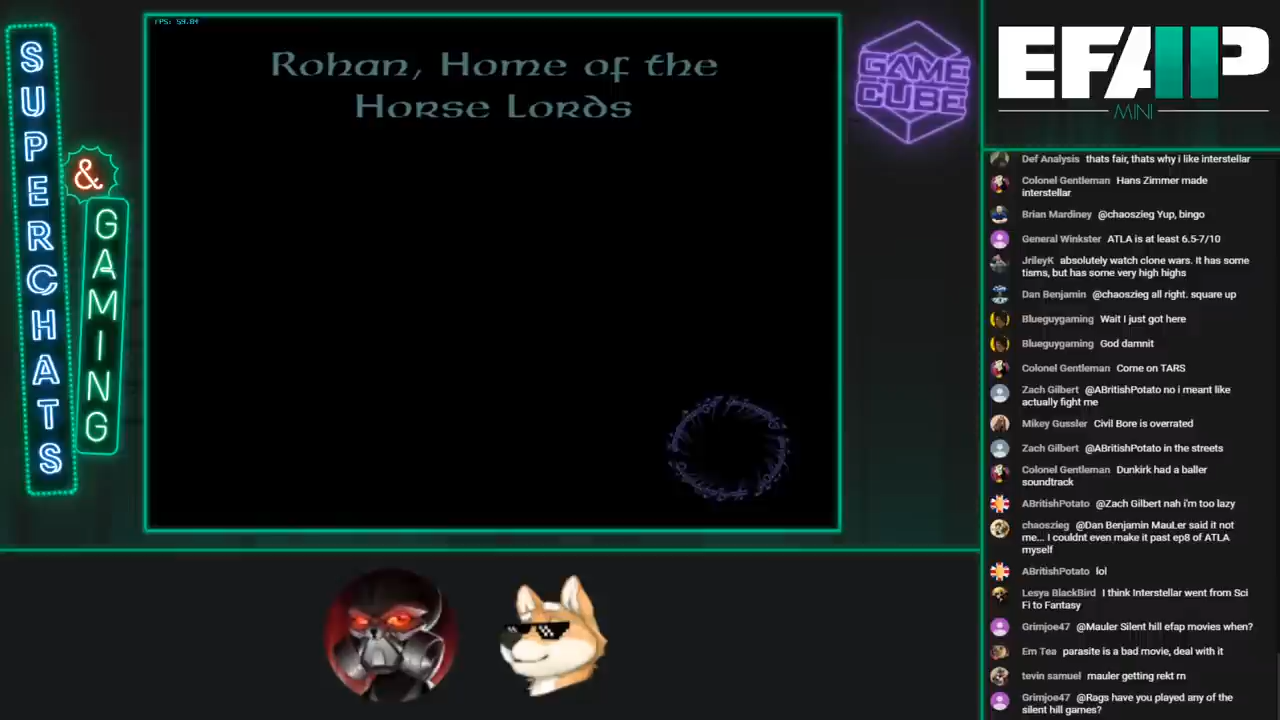 FPS: 59.84
Rohan, Home of the
Horse Lords
SUPERCHATS
&
GAMING
GAME
CUBE
EFAP
MINI
Def Analysis thats fair, thats why i like interstellar
Colonel Gentleman Hans Zimmer made
interstellar
Brian Mardiney @chaoszieg Yup, bingo
General Winkster ATLA is at least 6.5-7/10
JrileyK absolutely watch clone wars. It has some
tisms, but has some very high highs
Dan Benjamin @chaoszieg all right. square up
Blueguygaming Wait I just got here
Blueguygaming God damnit
Colonel Gentleman Come on TARS
Zach Gilbert @ABritishPotato no i meant like
actually fight me
Mikey Gussler Civil Bore is overrated
Zach Gilbert @ABritishPotato in the streets
Colonel Gentleman Dunkirk had a baller
soundtrack
ABritishPotato @Zach Gilbert nah i'm too lazy
chaoszieg @Dan Benjamin MauLer said it not
me... I couldnt even make it past ep8 of ATLA
myself
ABritishPotato lol
Lesya BlackBird I think Interstellar went from Sci
Fi to Fantasy
Grimjoe47 @Mauler Silent hill efap movies when?
Em Tea parasite is a bad movie, deal with it
tevin samuel mauler getting rekt rn
Grimjoe47 @Rags have you played any of the
silent hill games?